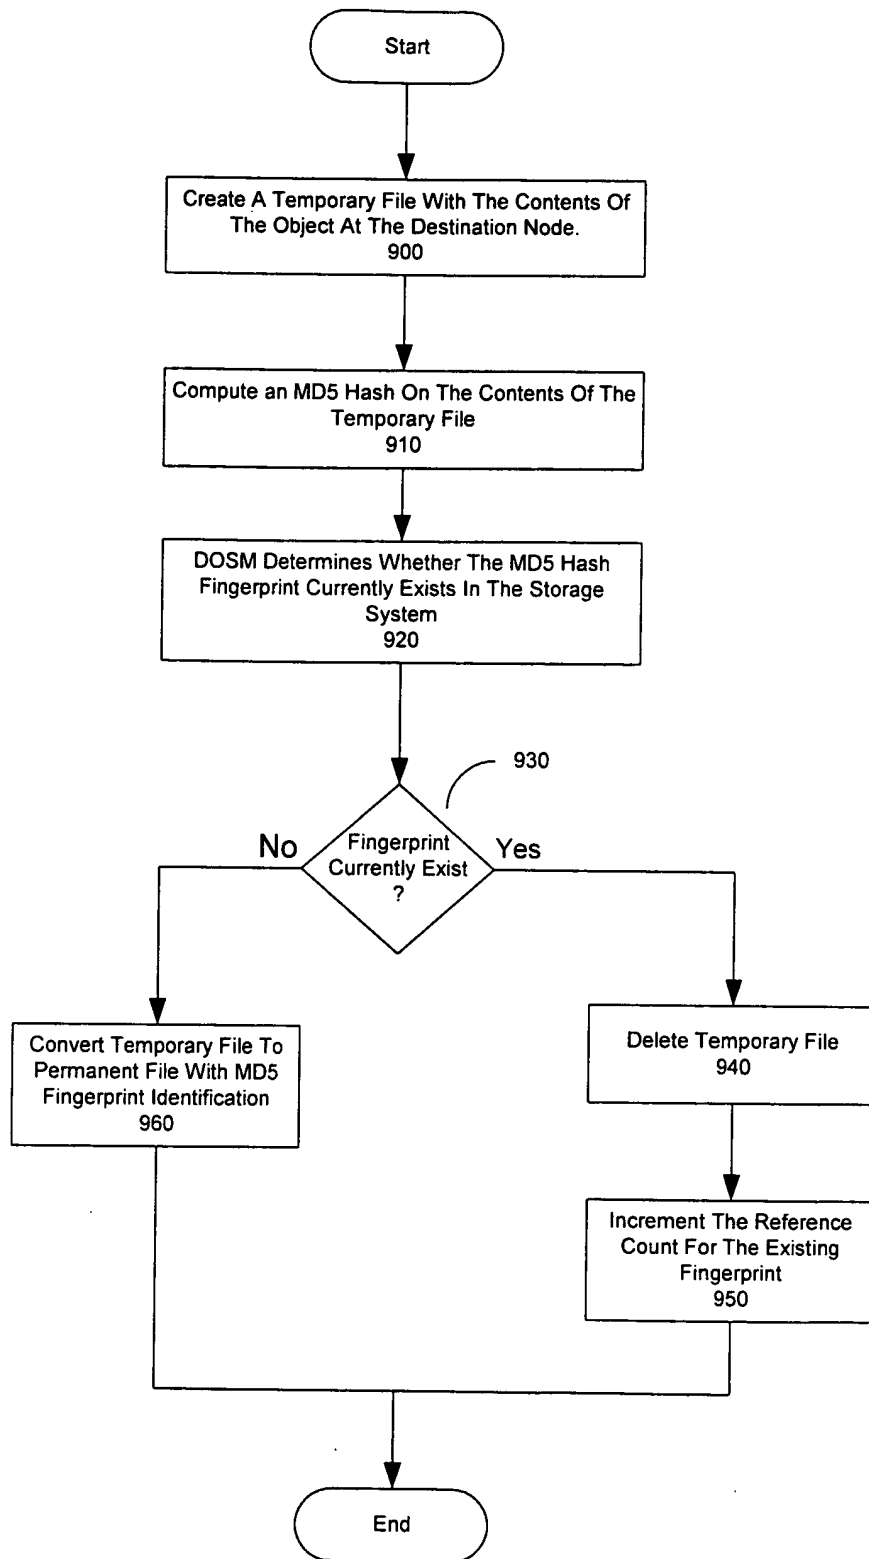 Start
Create A Temporary File With The Contents Of
The Object At The Destination Node.
900
Compute an MD5 Hash On The Contents Of The
Temporary File
910
DOSM Determines Whether The MD5 Hash
Fingerprint Currently Exists In The Storage
System
920
930
No
Fingerprint
Currently Exist
?
Yes
Convert Temporary File To
Permanent File With MD5
Fingerprint Identification
960
Delete Temporary File
940
Increment The Reference
Count For The Existing
Fingerprint
950
End